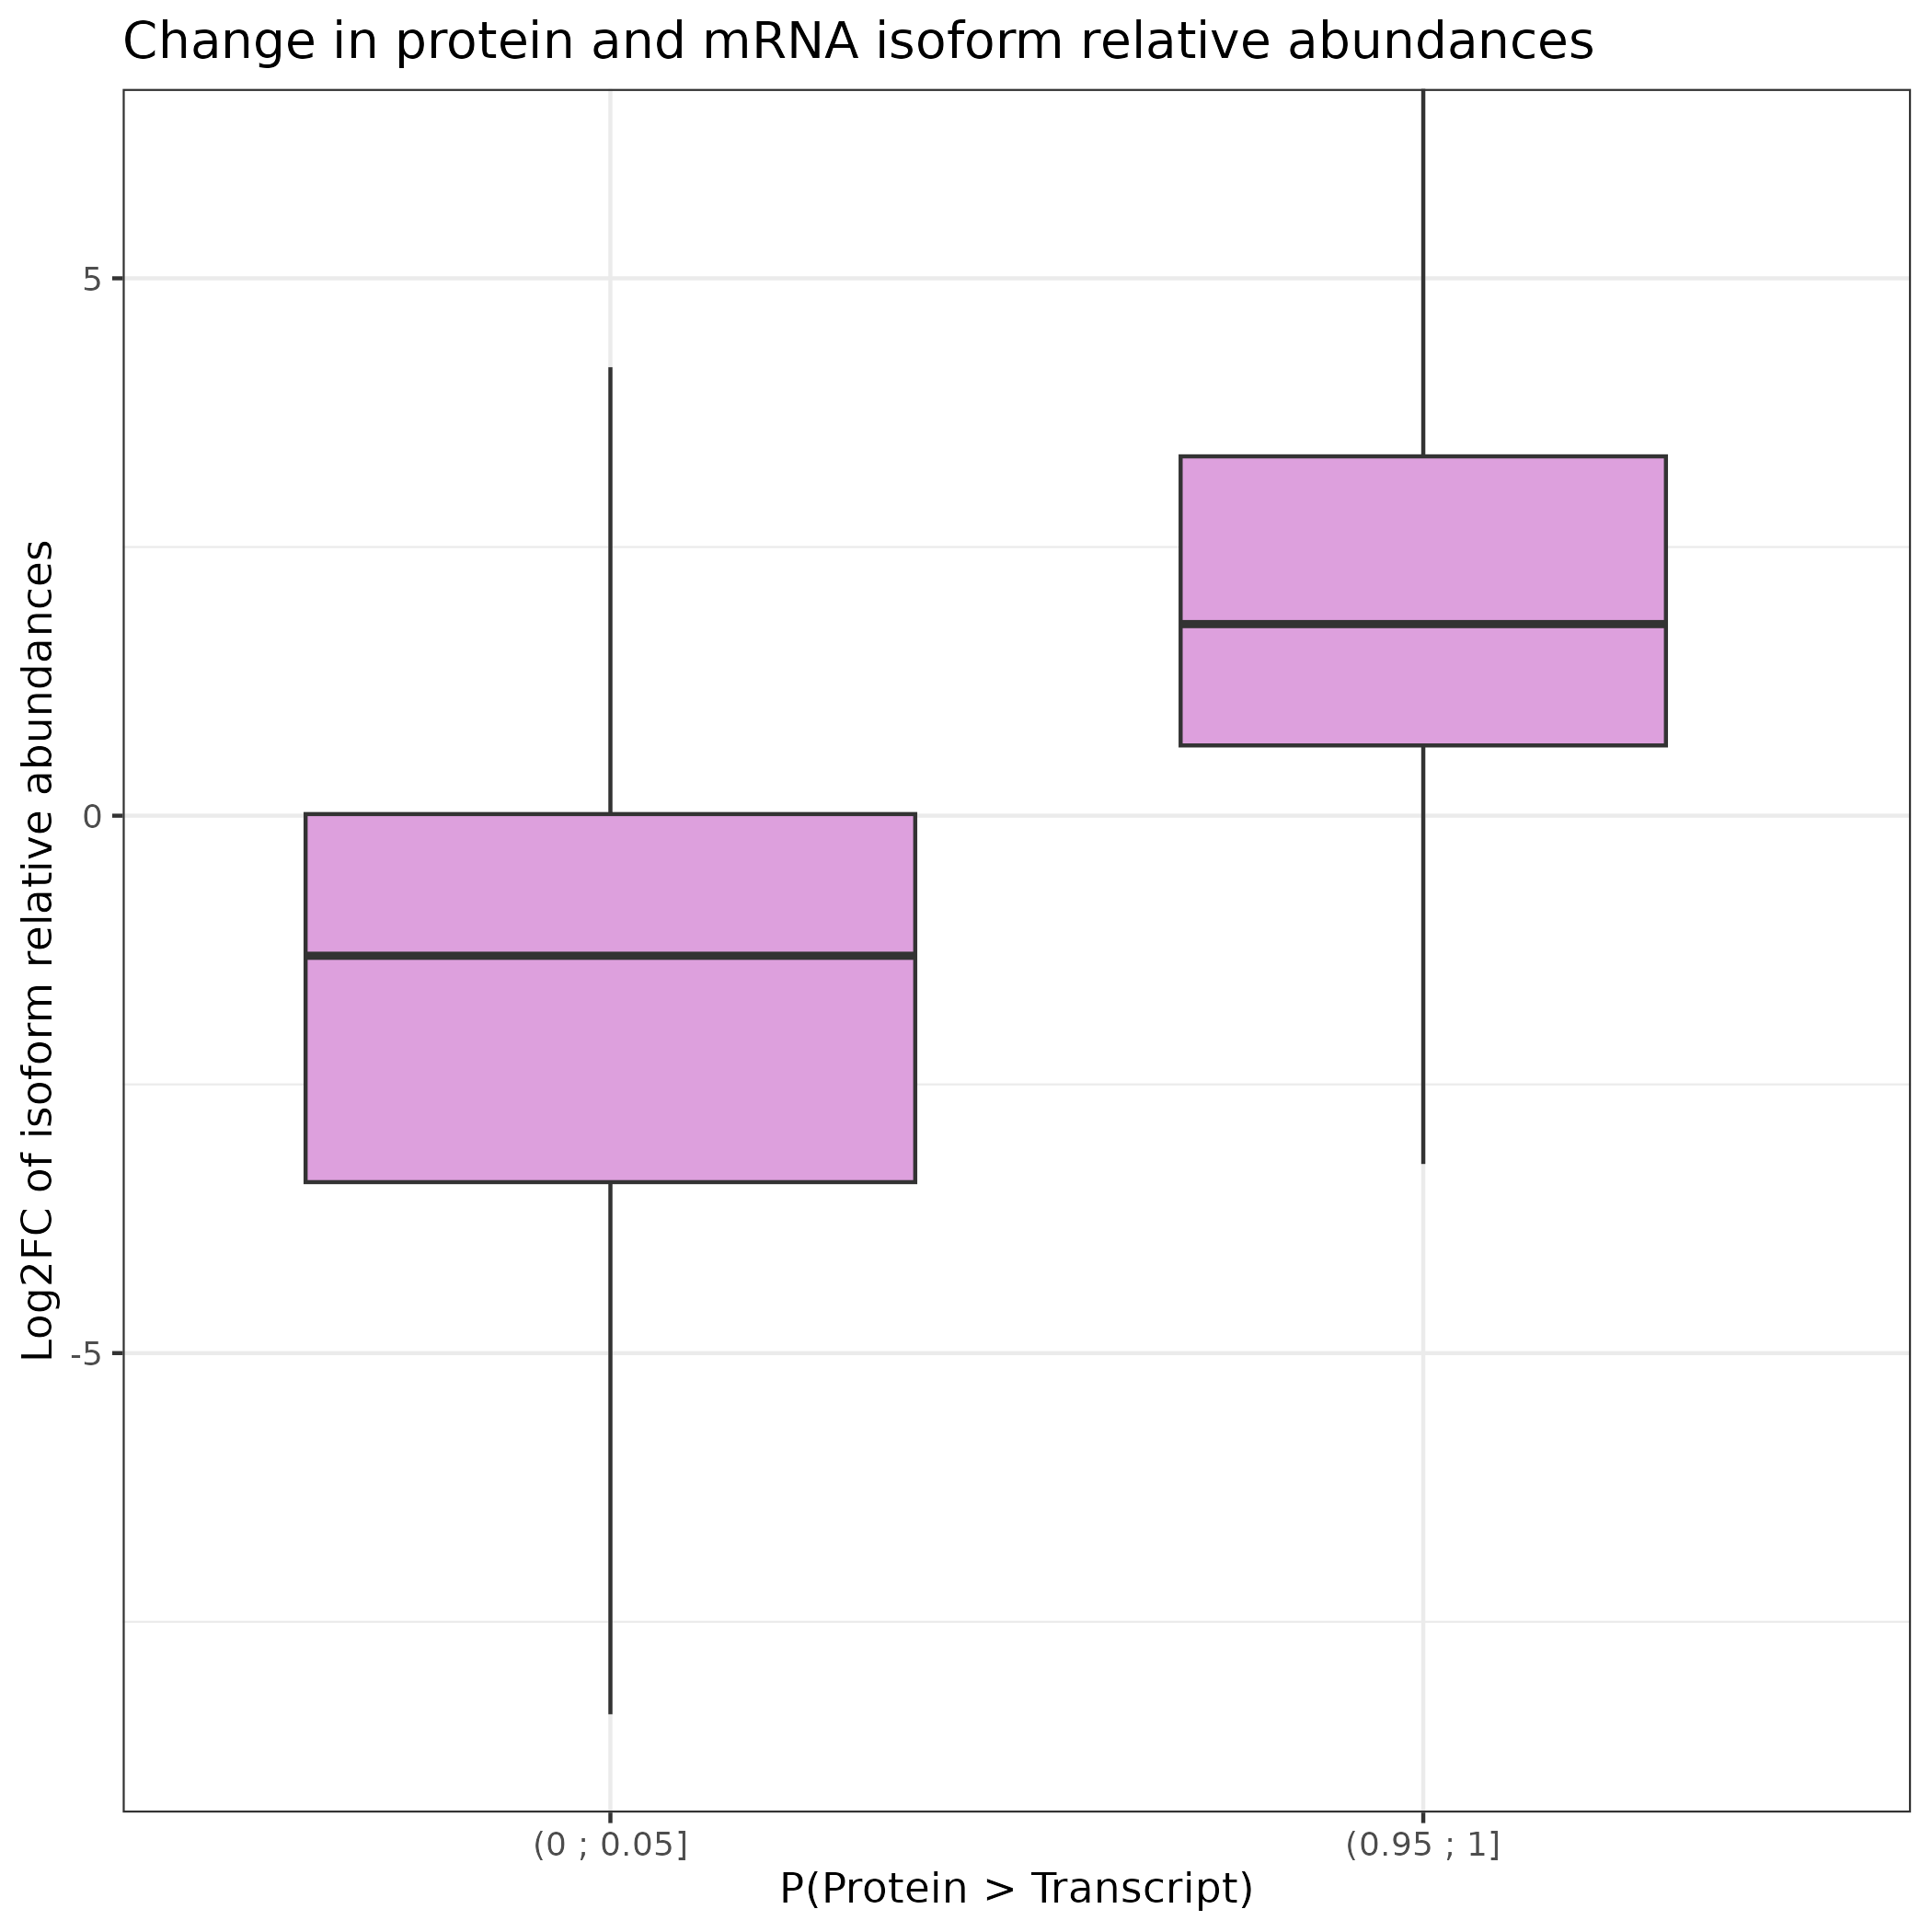 Change in protein and mRNA isoform relative abundances
Log2FC of isoform relative abundances
5
0
-5
(0 ; 0.05]
(0.95 ; 1]
P(Protein > Transcript)